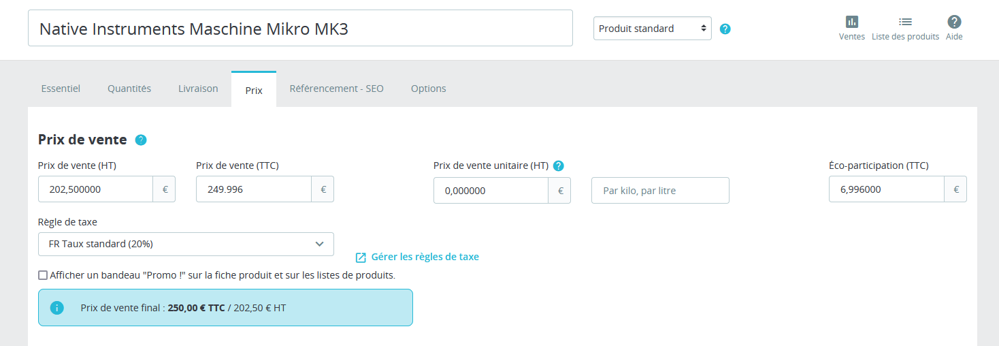 Native Instruments Maschine Mikro MK3
Produit standard
?
Ventes
Liste des produits
?
Aide
Essentiel
Quantités
Livraison
Prix
Référencement - SEO
Options
Prix de vente ?
Prix de vente (HT)
Prix de vente (TTC)
Prix de vente unitaire (HT) ?
Éco-participation (TTC)
202,500000 €
249.996 €
0,000000 €
Par kilo, par litre
6,996000 €
Règle de taxe
FR Taux standard (20%)
Gérer les règles de taxe
Afficher un bandeau "Promo !" sur la fiche produit et sur les listes de produits.
i Prix de vente final : 250,00 € TTC / 202,50 € HT